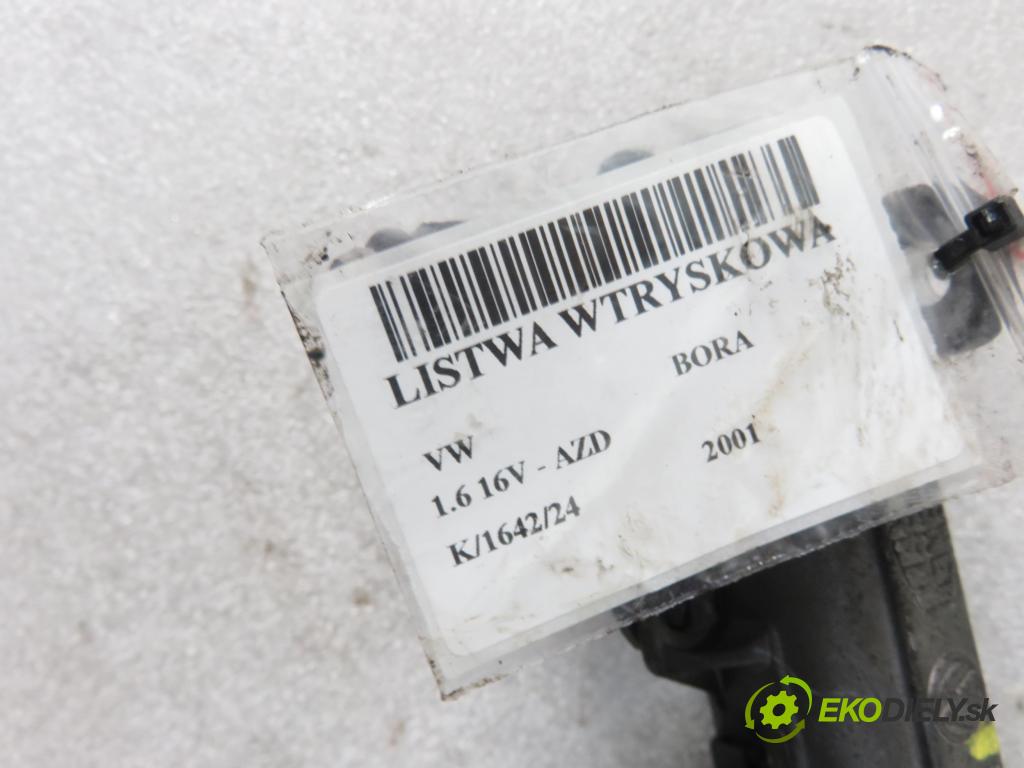 LISTWA WTRYSKOWA
VW BORA
1.6 16V - AZD 2001
K/1642/24
EKODIELY.sk